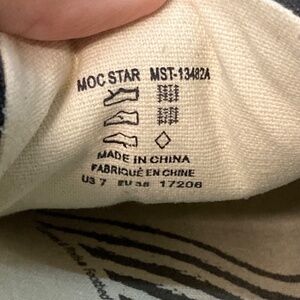 MOC STAR MST-13482A
MADE IN CHINA
FABRIQUÉ EN CHINE
US 7 EU 38 17206